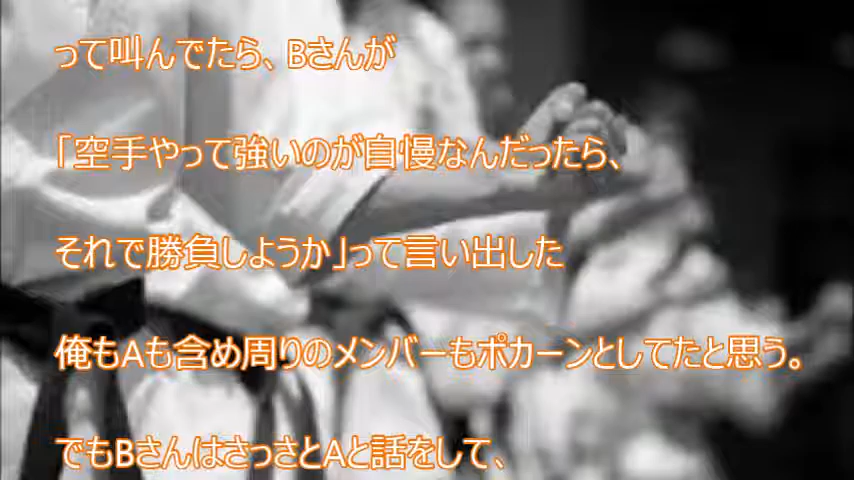 って叫んでたら、Bさんが
「空手やって強いのが自慢なんだったら、
それで勝負しようか」って言い出した
俺もAも含め周りのメンバーもポカーンとしてたと思う。
でもBさんはさっさとAと話をして、